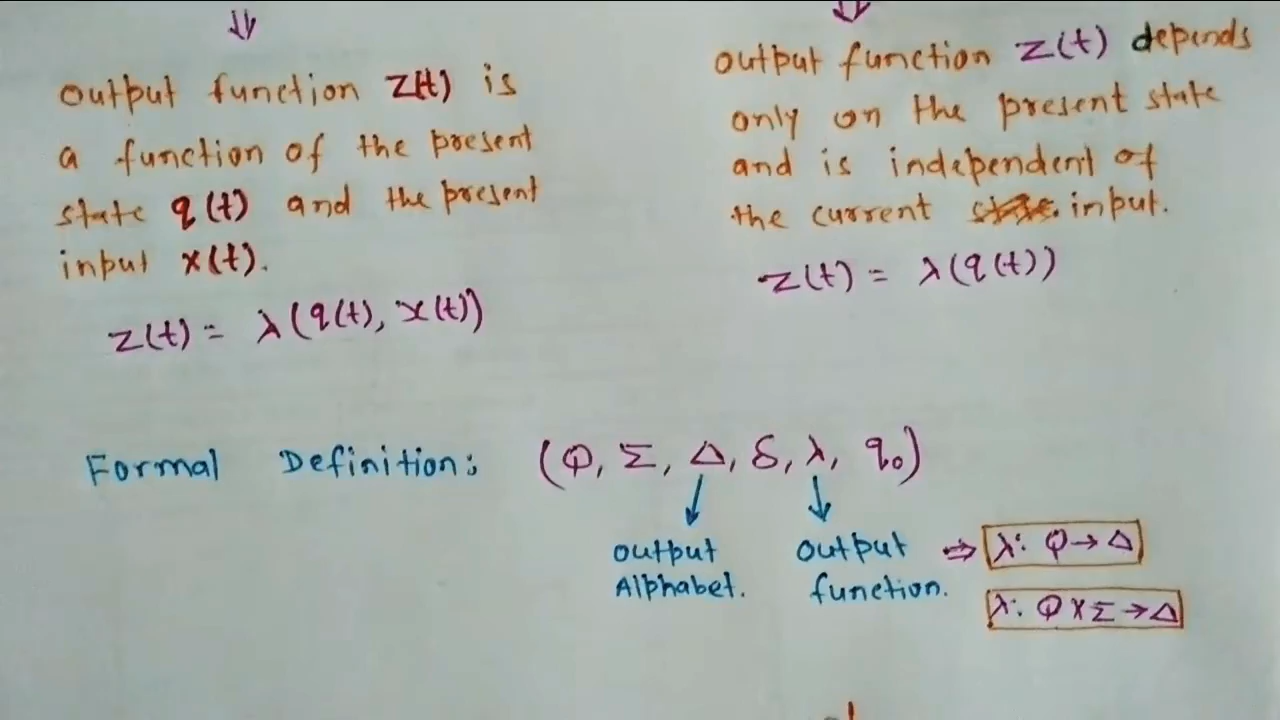 output function Z(t) is
a function of the present
state q(t) and the present
input x(t).
z(t) = λ(q(t), x(t))
output function Z(t) depends
only on the present state
and is independent of
the current input.
z(t) = λ(q(t))
Formal Definition: (Q, Σ, Δ, δ, λ, q₀)
output
Alphabet.
output
function.
⇒ λ: Q → Δ
λ: Q X Σ → Δ